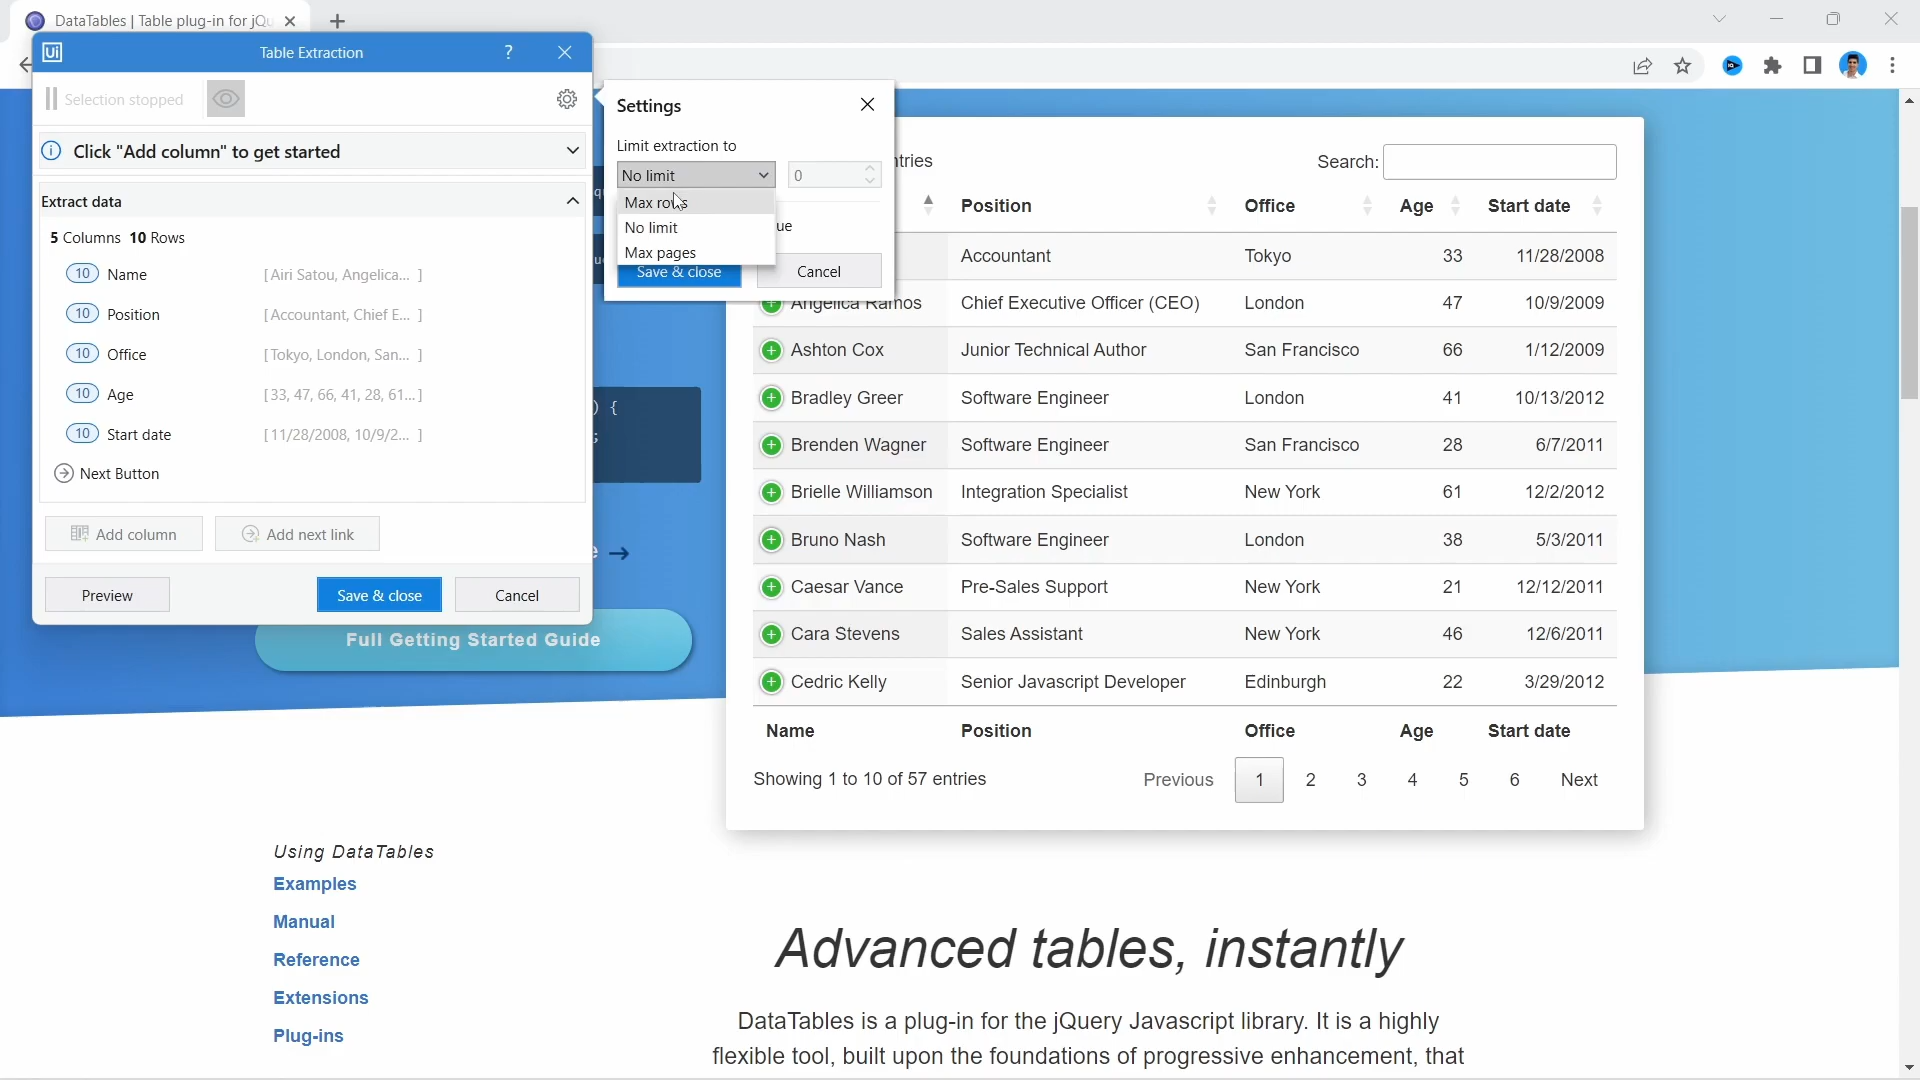 DataTables | Table plug-in for jQu
Ui
Table Extraction
?
Selection stopped
Click "Add column" to get started
Extract data
5 Columns 10 Rows
10 Name [Airi Satou, Angelica... ]
10 Position [Accountant, Chief E... ]
10 Office [Tokyo, London, San... ]
10 Age [33, 47, 66, 41, 28, 61...]
10 Start date [11/28/2008, 10/9/2... ]
Next Button
Add column
Add next link
Preview
Save & close
Cancel
Settings
Limit extraction to
No limit
0
Max rows
No limit
Max pages
ue
Save & close
Cancel
) {
;
e →
Full Getting Started Guide
ntries
Search:
Position Office Age Start date
Accountant Tokyo 33 11/28/2008
Angelica Ramos Chief Executive Officer (CEO) London 47 10/9/2009
Ashton Cox Junior Technical Author San Francisco 66 1/12/2009
Bradley Greer Software Engineer London 41 10/13/2012
Brenden Wagner Software Engineer San Francisco 28 6/7/2011
Brielle Williamson Integration Specialist New York 61 12/2/2012
Bruno Nash Software Engineer London 38 5/3/2011
Caesar Vance Pre-Sales Support New York 21 12/12/2011
Cara Stevens Sales Assistant New York 46 12/6/2011
Cedric Kelly Senior Javascript Developer Edinburgh 22 3/29/2012
Name Position Office Age Start date
Showing 1 to 10 of 57 entries
Previous 1 2 3 4 5 6 Next
Using DataTables
Examples
Manual
Reference
Extensions
Plug-ins
Advanced tables, instantly
DataTables is a plug-in for the jQuery Javascript library. It is a highly
flexible tool, built upon the foundations of progressive enhancement, that